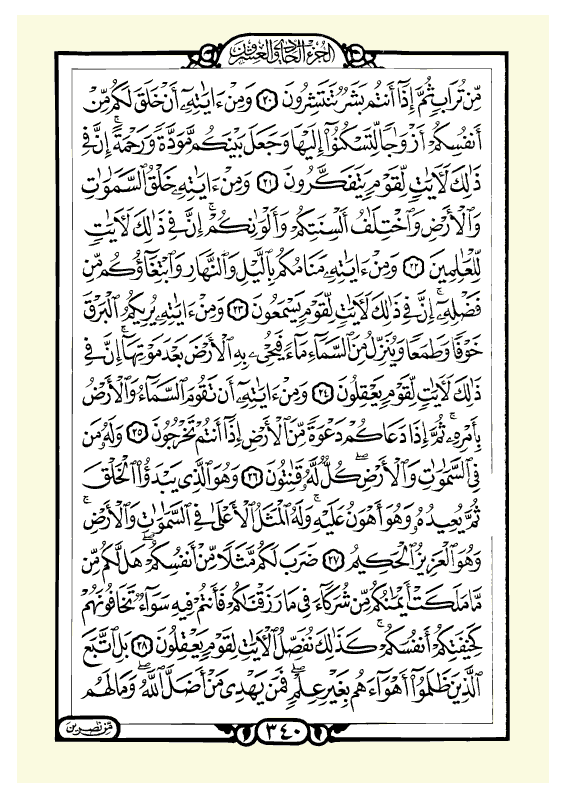 الجزء الحادي والعشرون
مِّن تُرَابٍ ثُمَّ إِذَآ أَنتُم بَشَرٌ تَنتَشِرُونَ ٢٠ وَمِنْ ءَايَٰتِهِۦٓ أَنْ خَلَقَ لَكُم مِّنْ
أَنفُسِكُمْ أَزْوَٰجًا لِّتَسْكُنُوٓا۟ إِلَيْهَا وَجَعَلَ بَيْنَكُم مَّوَدَّةً وَرَحْمَةً ۚ إِنَّ فِى
ذَٰلِكَ لَءَايَٰتٍ لِّقَوْمٍ يَتَفَكَّرُونَ ٢١ وَمِنْ ءَايَٰتِهِۦ خَلْقُ ٱلسَّمَٰوَٰتِ
وَٱلْأَرْضِ وَٱخْتِلَٰفُ أَلْسِنَتِكُمْ وَأَلْوَٰنِكُمْ ۚ إِنَّ فِى ذَٰلِكَ لَءَايَٰتٍ
لِّلْعَٰلِمِينَ ٢٢ وَمِنْ ءَايَٰتِهِۦ مَنَامُكُم بِٱلَّيْلِ وَٱلنَّهَارِ وَٱبْتِغَآؤُكُم مِّن
فَضْلِهِۦٓ ۚ إِنَّ فِى ذَٰلِكَ لَءَايَٰتٍ لِّقَوْمٍ يَسْمَعُونَ ٢٣ وَمِنْ ءَايَٰتِهِۦ يُرِيكُمُ ٱلْبَرْقَ
خَوْفًا وَطَمَعًا وَيُنَزِّلُ مِنَ ٱلسَّمَآءِ مَآءً فَيُحْىِۦ بِهِ ٱلْأَرْضَ بَعْدَ مَوْتِهَآ ۚ إِنَّ فِى
ذَٰلِكَ لَءَايَٰتٍ لِّقَوْمٍ يَعْقِلُونَ ٢٤ وَمِنْ ءَايَٰتِهِۦٓ أَن تَقُومَ ٱلسَّمَآءُ وَٱلْأَرْضُ
بِأَمْرِهِۦ ۚ ثُمَّ إِذَا دَعَاكُمْ دَعْوَةً مِّنَ ٱلْأَرْضِ إِذَآ أَنتُمْ تَخْرُجُونَ ٢٥ وَلَهُۥ مَن
فِى ٱلسَّمَٰوَٰتِ وَٱلْأَرْضِ ۖ كُلٌّ لَّهُۥ قَٰنِتُونَ ٢٦ وَهُوَ ٱلَّذِى يَبْدَؤُا۟ ٱلْخَلْقَ
ثُمَّ يُعِيدُهُۥ وَهُوَ أَهْوَنُ عَلَيْهِ ۚ وَلَهُ ٱلْمَثَلُ ٱلْأَعْلَىٰ فِى ٱلسَّمَٰوَٰتِ وَٱلْأَرْضِ ۚ
وَهُوَ ٱلْعَزِيزُ ٱلْحَكِيمُ ٢٧ ضَرَبَ لَكُم مَّثَلًا مِّنْ أَنفُسِكُمْ ۖ هَل لَّكُم مِّن
مَّا مَلَكَتْ أَيْمَٰنُكُم مِّن شُرَكَآءَ فِى مَا رَزَقْنَٰكُمْ فَأَنتُمْ فِيهِ سَوَآءٌ تَخَافُونَهُمْ
كَخِيفَتِكُمْ أَنفُسَكُمْ ۚ كَذَٰلِكَ نُفَصِّلُ ٱلْءَايَٰتِ لِقَوْمٍ يَعْقِلُونَ ٢٨ بَلِ ٱتَّبَعَ
ٱلَّذِينَ ظَلَمُوٓا۟ أَهْوَآءَهُم بِغَيْرِ عِلْمٍ ۖ فَمَن يَهْدِى مَنْ أَضَلَّ ٱللَّهُ ۖ وَمَا لَهُم
٣٤٠